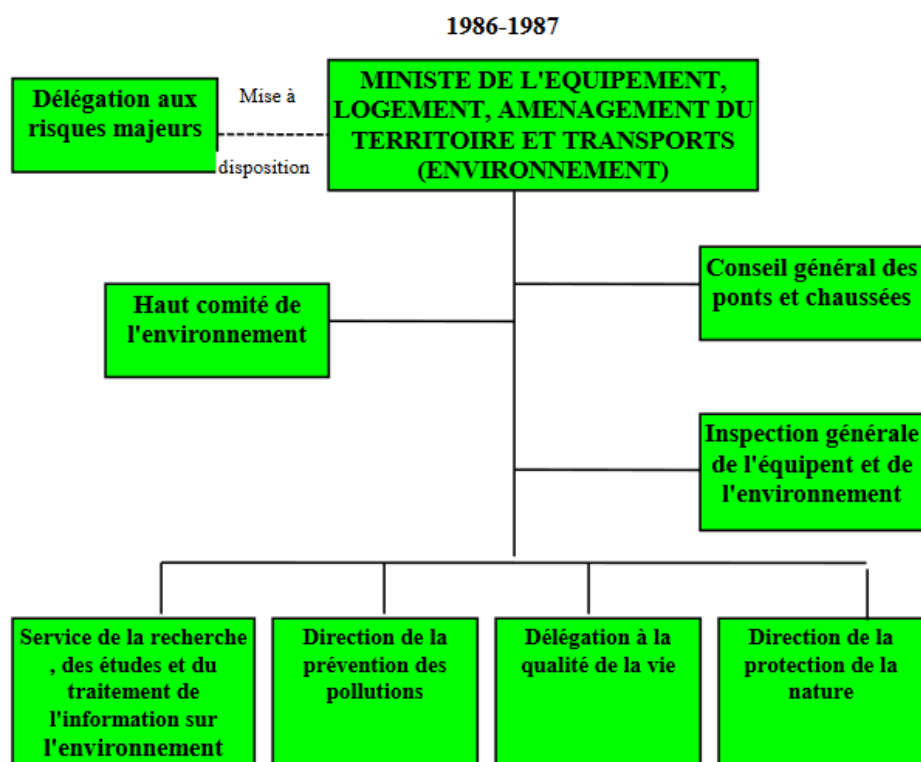 1986-1987
Délégation aux
risques majeurs
Mise à
disposition
MINISTE DE L'EQUIPEMENT,
LOGEMENT, AMENAGEMENT DU
TERRITOIRE ET TRANSPORTS
(ENVIRONNEMENT)
Conseil général des
ponts et chaussées
Haut comité de
l'environnement
Inspection générale
de l'équipent et de
l'environnement
Service de la recherche
, des études et du
traitement de
l'information sur
l'environnement
Direction de la
prévention des
pollutions
Délégation à la
qualité de la vie
Direction de la
protection de la
nature